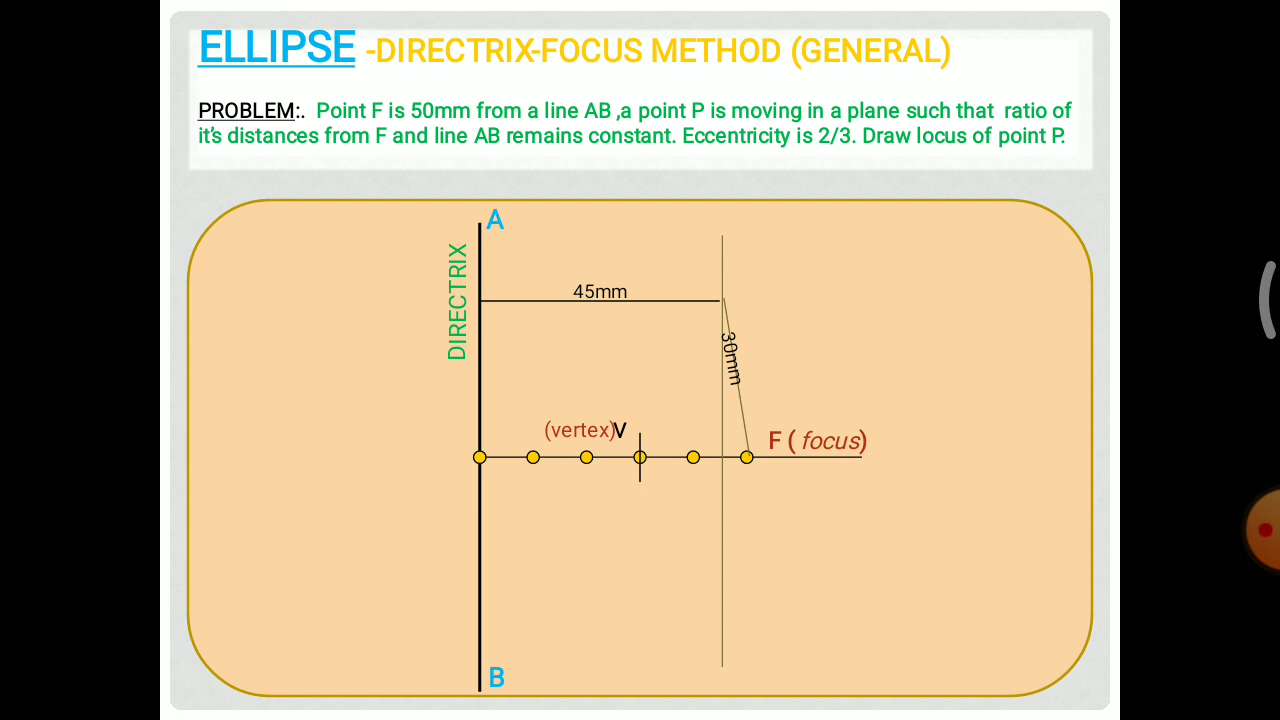 ELLIPSE -DIRECTRIX-FOCUS METHOD (GENERAL)
PROBLEM:. Point F is 50mm from a line AB ,a point P is moving in a plane such that ratio of
it's distances from F and line AB remains constant. Eccentricity is 2/3. Draw locus of point P.
A
DIRECTRIX
45mm
30mm
(vertex)V
F ( focus)
B